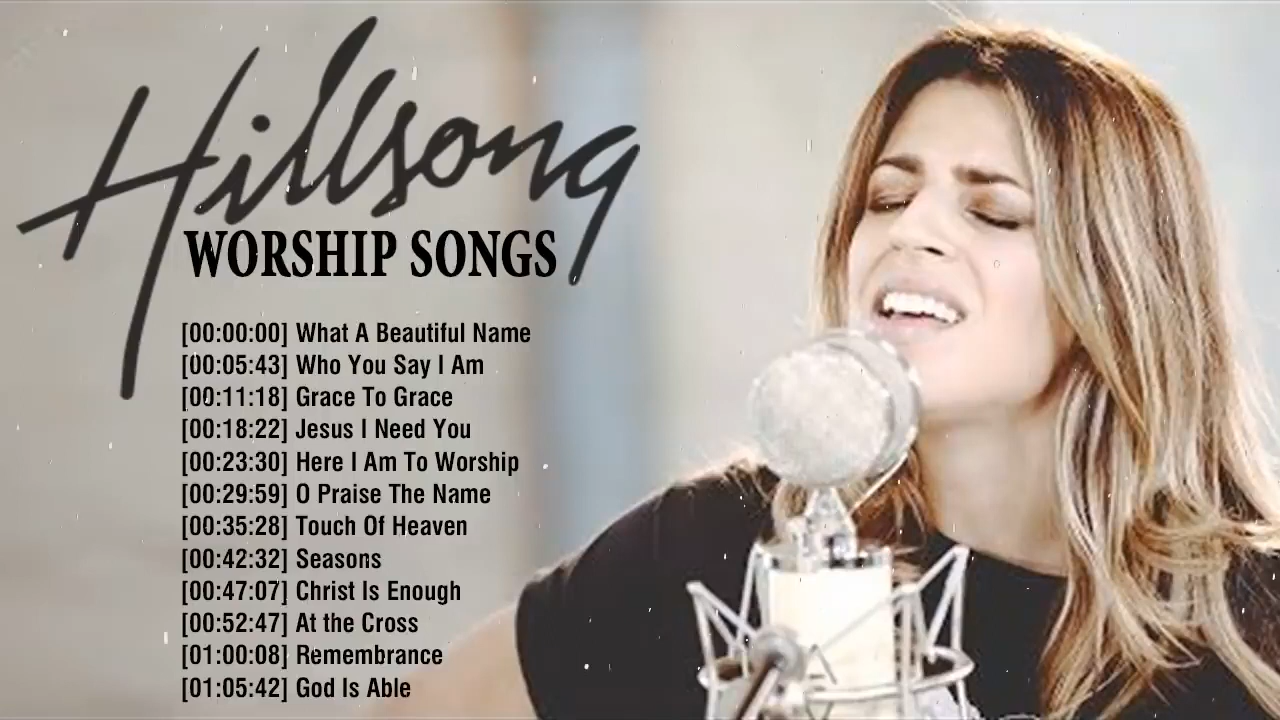 Hillsong
WORSHIP SONGS
[00:00:00] What A Beautiful Name
[00:05:43] Who You Say I Am
[00:11:18] Grace To Grace
[00:18:22] Jesus I Need You
[00:23:30] Here I Am To Worship
[00:29:59] O Praise The Name
[00:35:28] Touch Of Heaven
[00:42:32] Seasons
[00:47:07] Christ Is Enough
[00:52:47] At the Cross
[01:00:08] Remembrance
[01:05:42] God Is Able